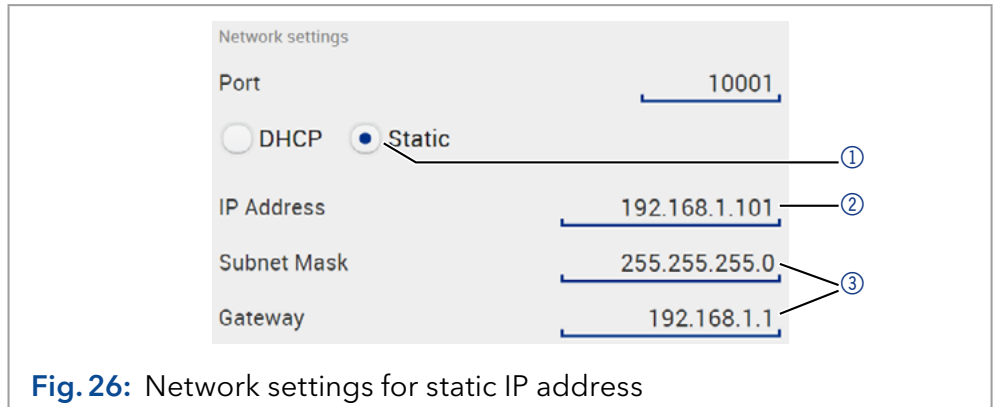 Network settings
Port 10001
DHCP Static
①
IP Address 192.168.1.101 ②
Subnet Mask 255.255.255.0
③
Gateway 192.168.1.1
Fig. 26: Network settings for static IP address